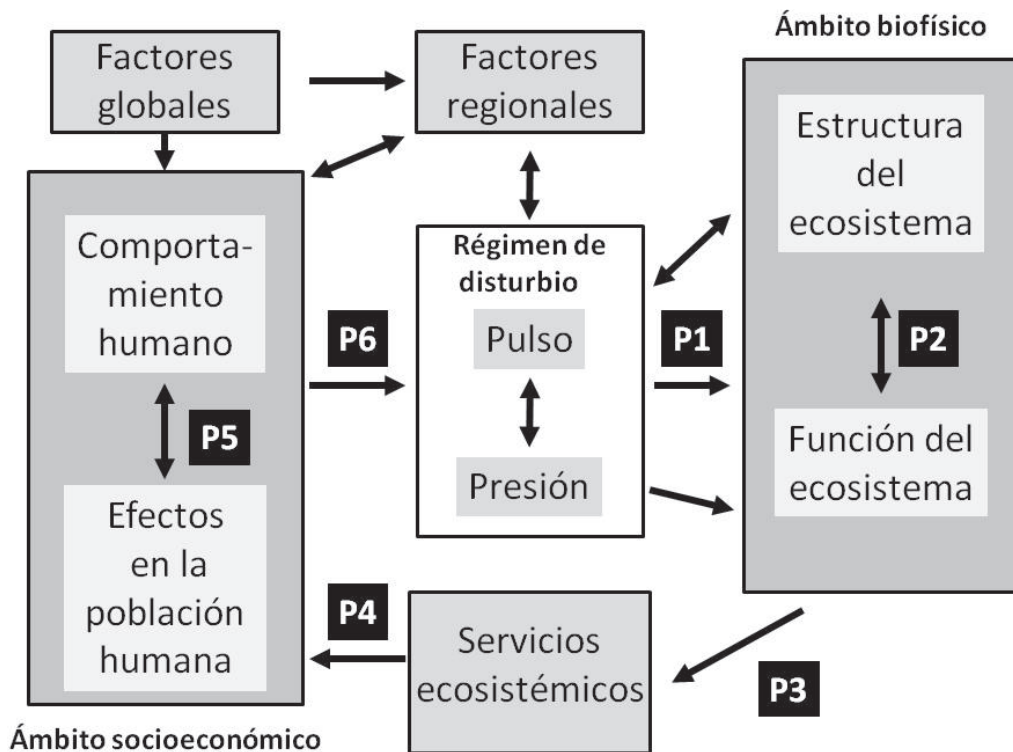 Factores
globales
Factores
regionales
Ámbito biofísico
Estructura
del
ecosistema
Comporta-
miento
humano
Régimen de
disturbio
Pulso
P6
P1
P2
P5
Presión
Función del
ecosistema
Efectos
en la
población
humana
P4
Servicios
ecosistémicos
P3
Ámbito socioeconómico